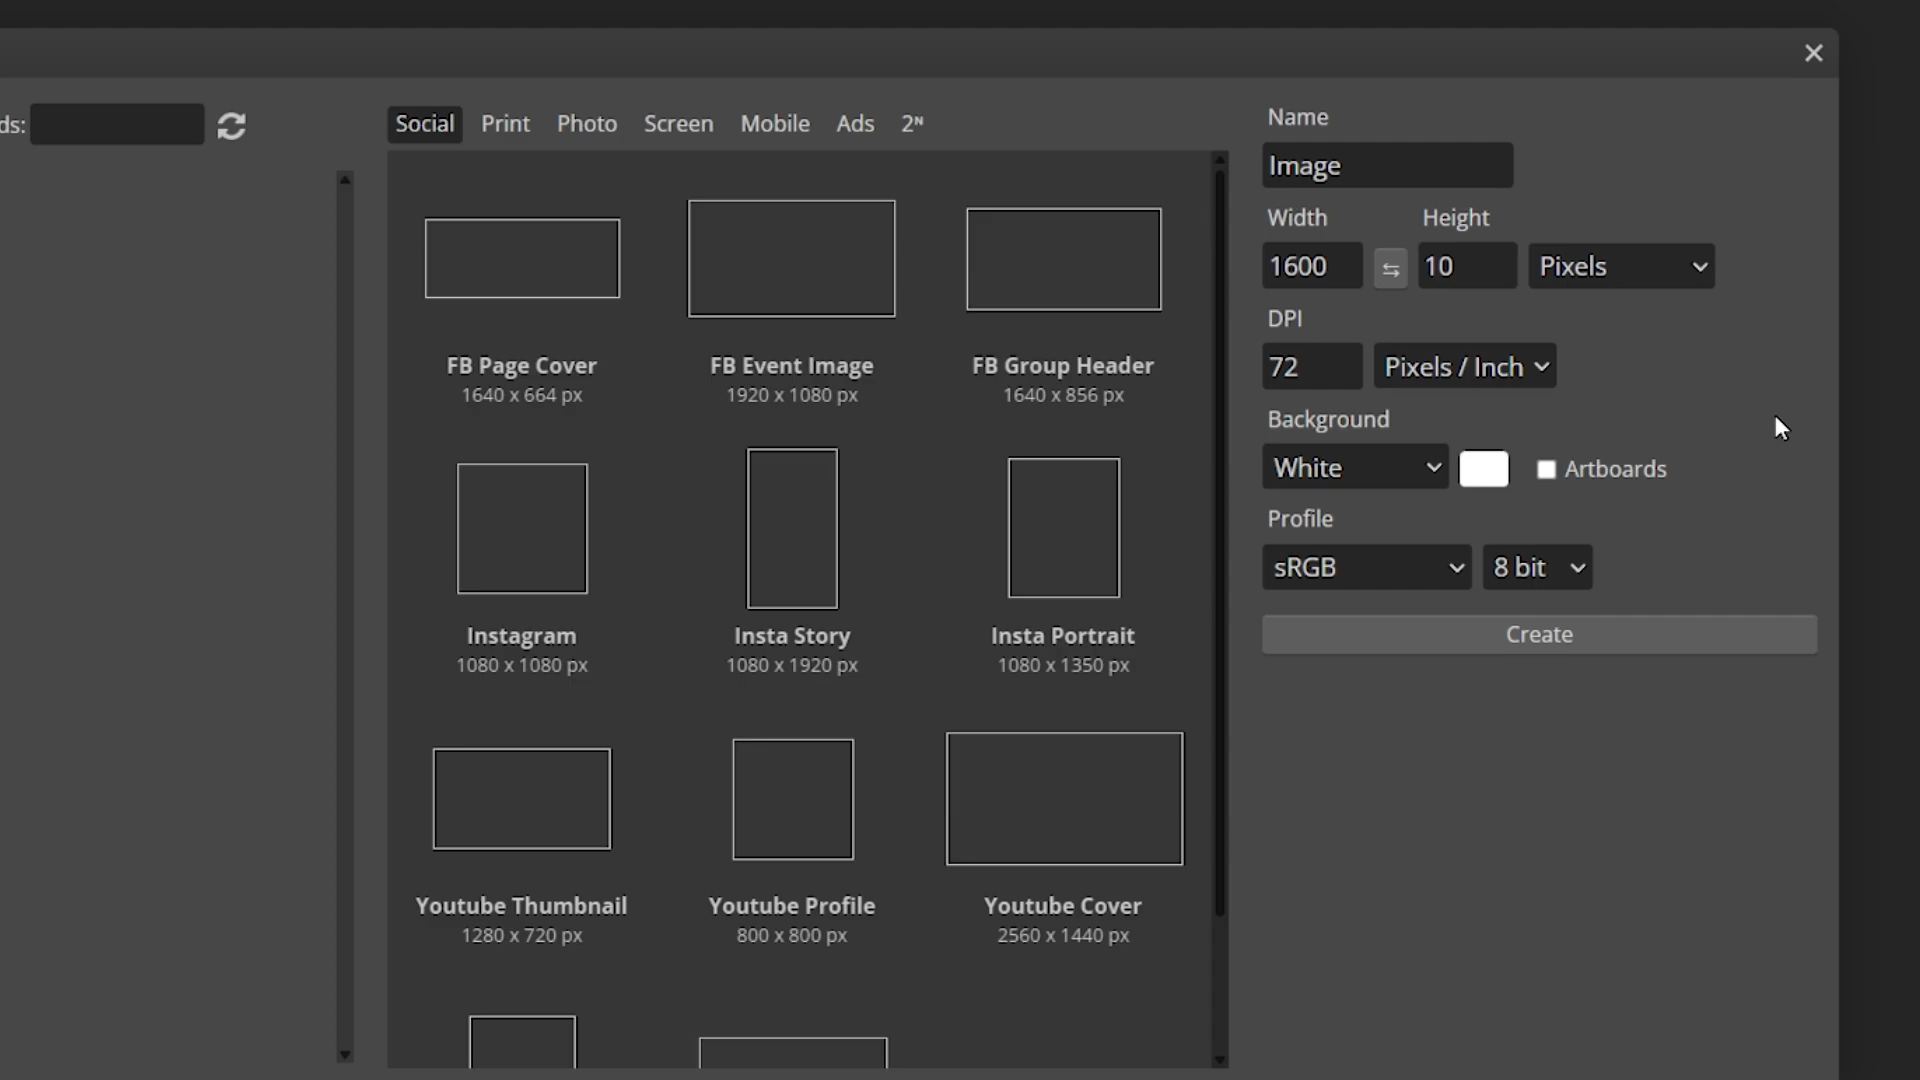 ds:
Social Print Photo Screen Mobile Ads 2ᴺ
FB Page Cover
1640 x 664 px
FB Event Image
1920 x 1080 px
FB Group Header
1640 x 856 px
Instagram
1080 x 1080 px
Insta Story
1080 x 1920 px
Insta Portrait
1080 x 1350 px
Youtube Thumbnail
1280 x 720 px
Youtube Profile
800 x 800 px
Youtube Cover
2560 x 1440 px
Name
Image
Width Height
1600 ⇆ 10 Pixels
DPI
72 Pixels / Inch
Background
White Artboards
Profile
sRGB 8 bit
Create